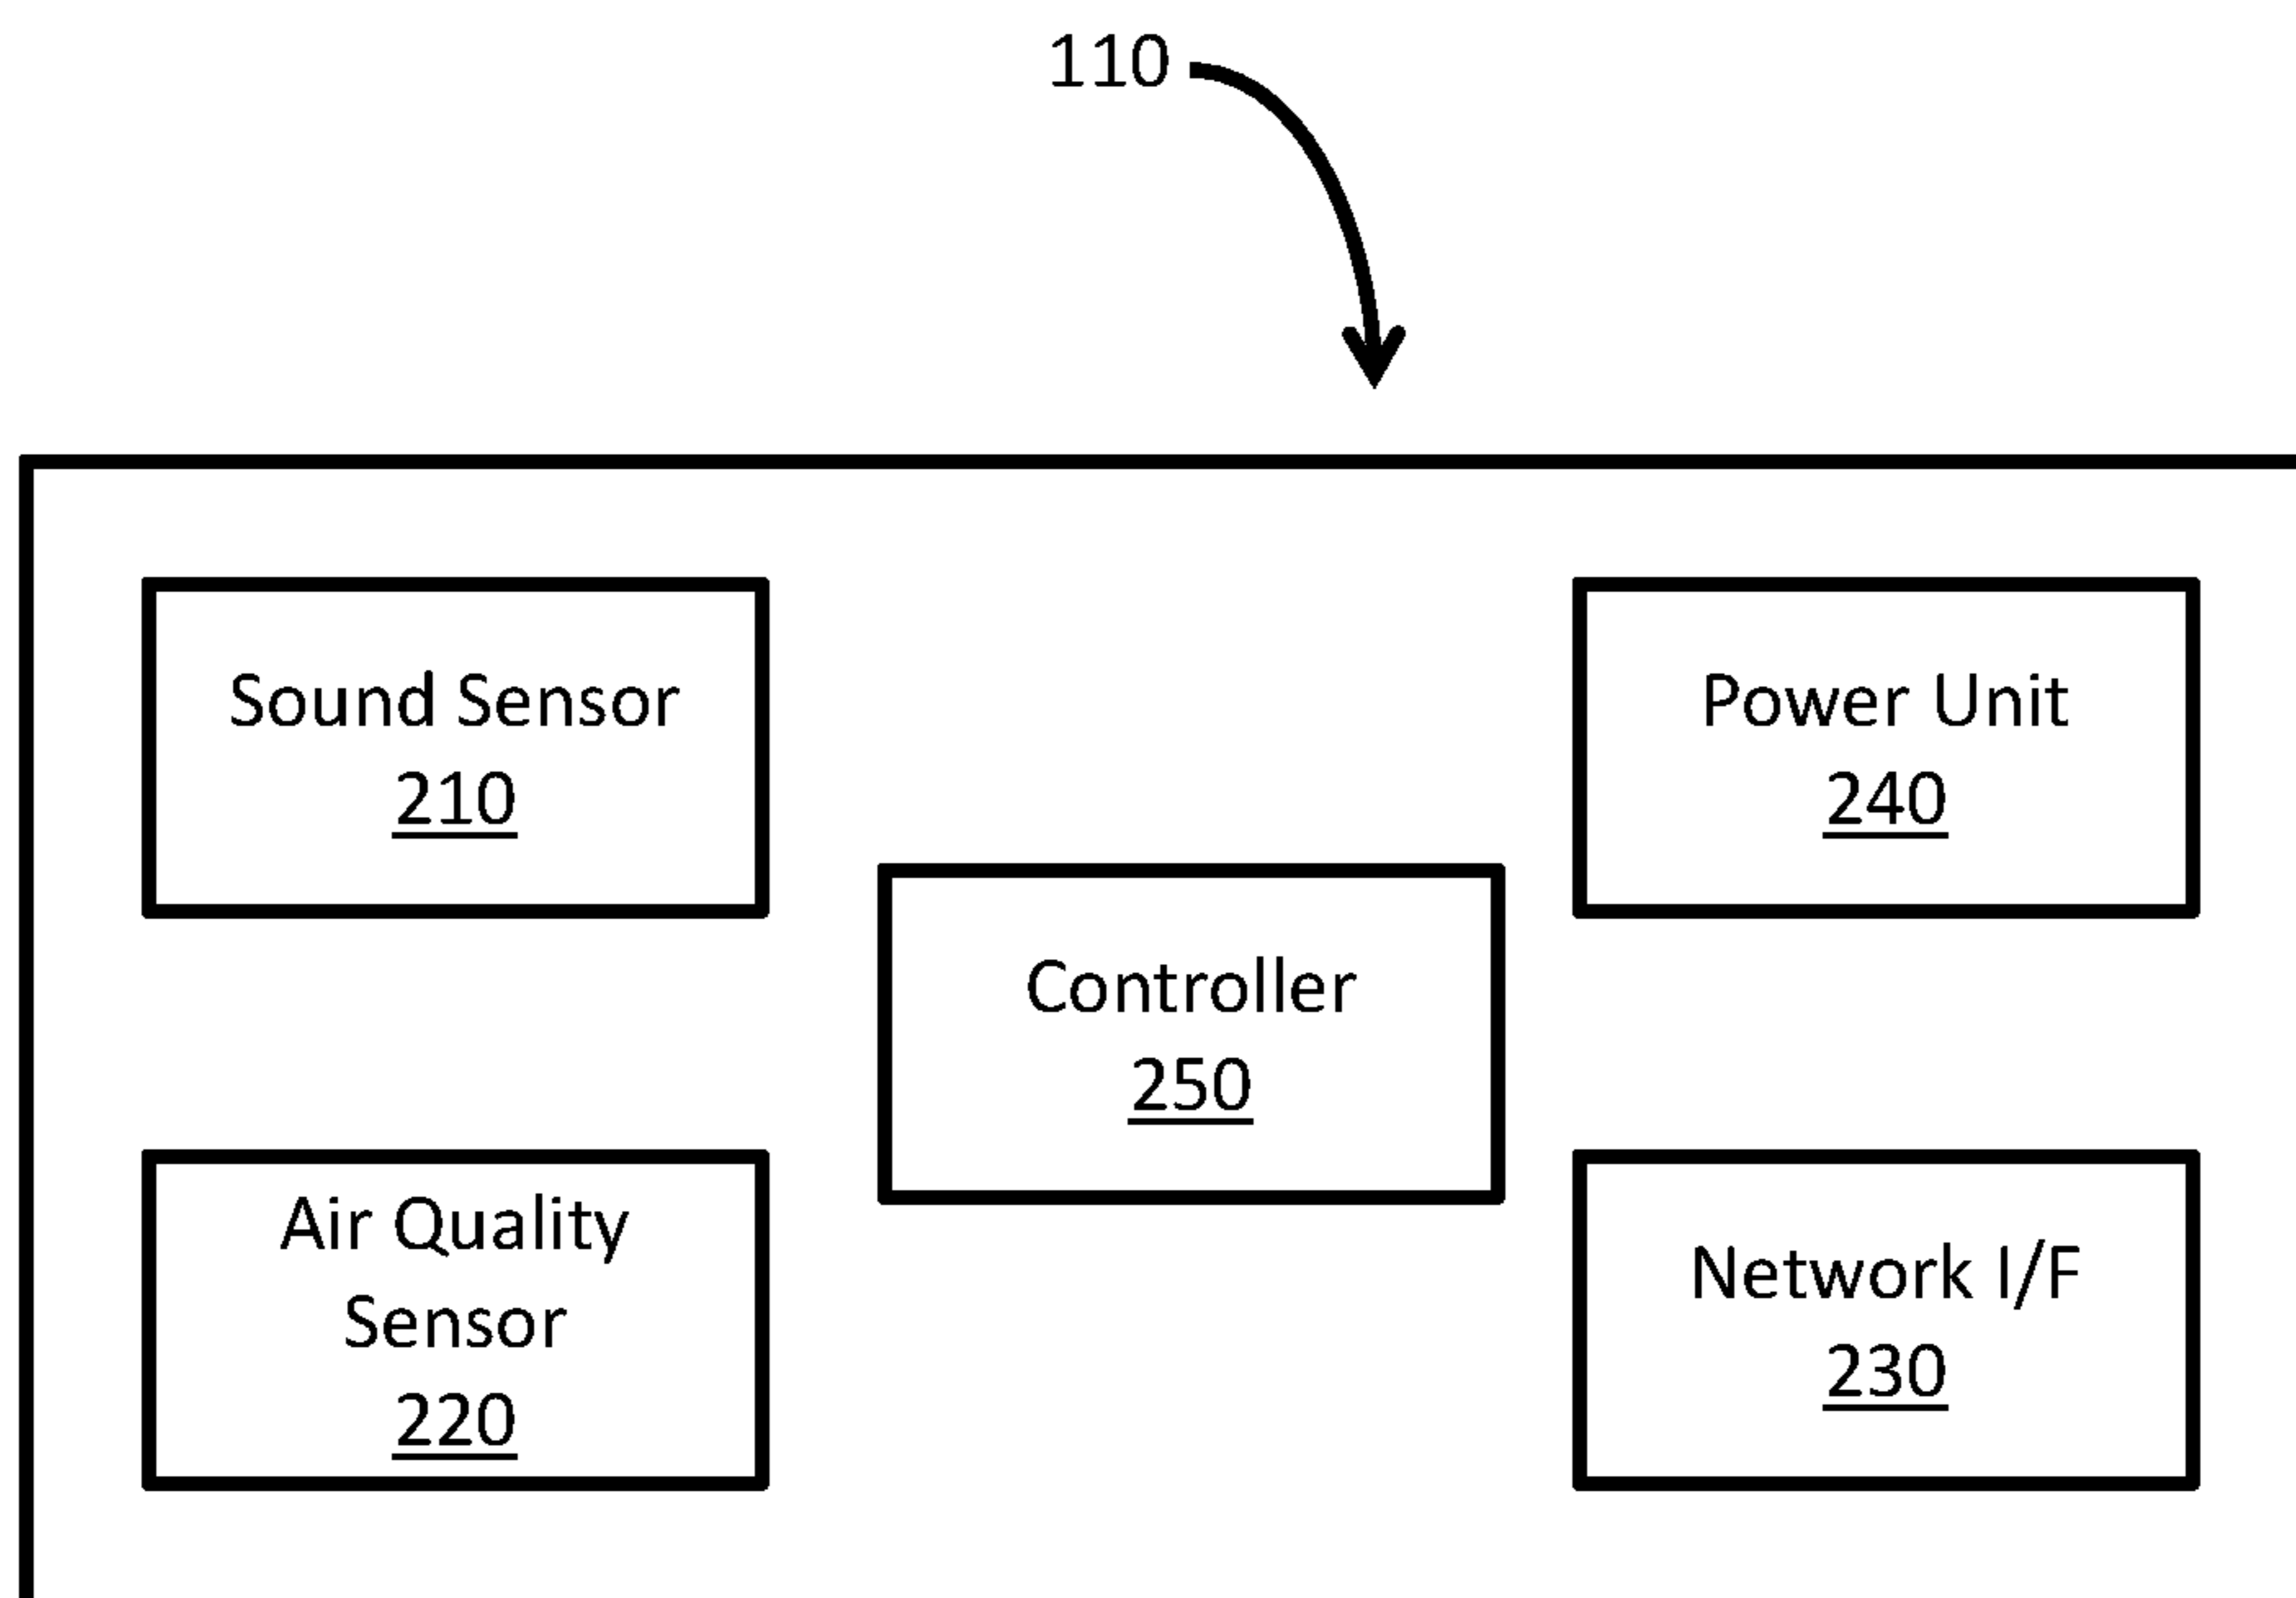 110
Sound Sensor
210
Power Unit
240
Controller
250
Air Quality
Sensor
220
Network I/F
230